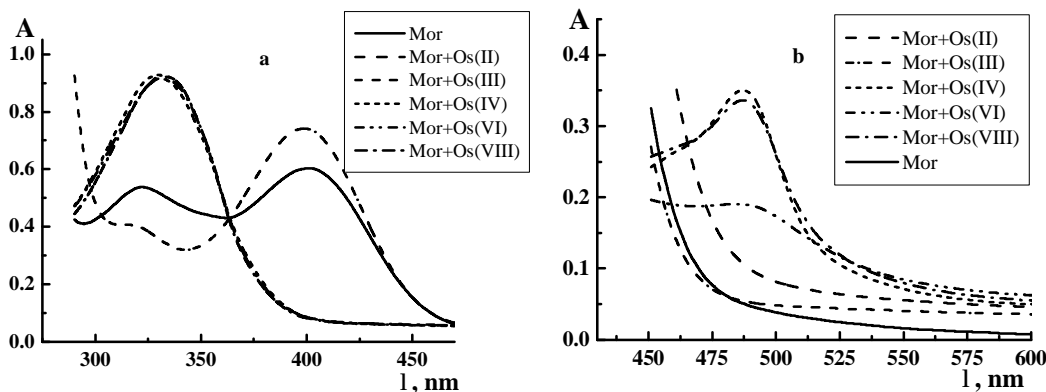 A
1.0
0.8
0.6
0.4
0.2
0.0
a
Mor
Mor+Os(II)
Mor+Os(III)
Mor+Os(IV)
Mor+Os(VI)
Mor+Os(VIII)
300
350
400
450
l , nm
A
0.4
0.3
0.2
0.1
0.0
b
Mor+Os(II)
Mor+Os(III)
Mor+Os(IV)
Mor+Os(VI)
Mor+Os(VIII)
Mor
450
475
500
525
550
575
600
l , nm